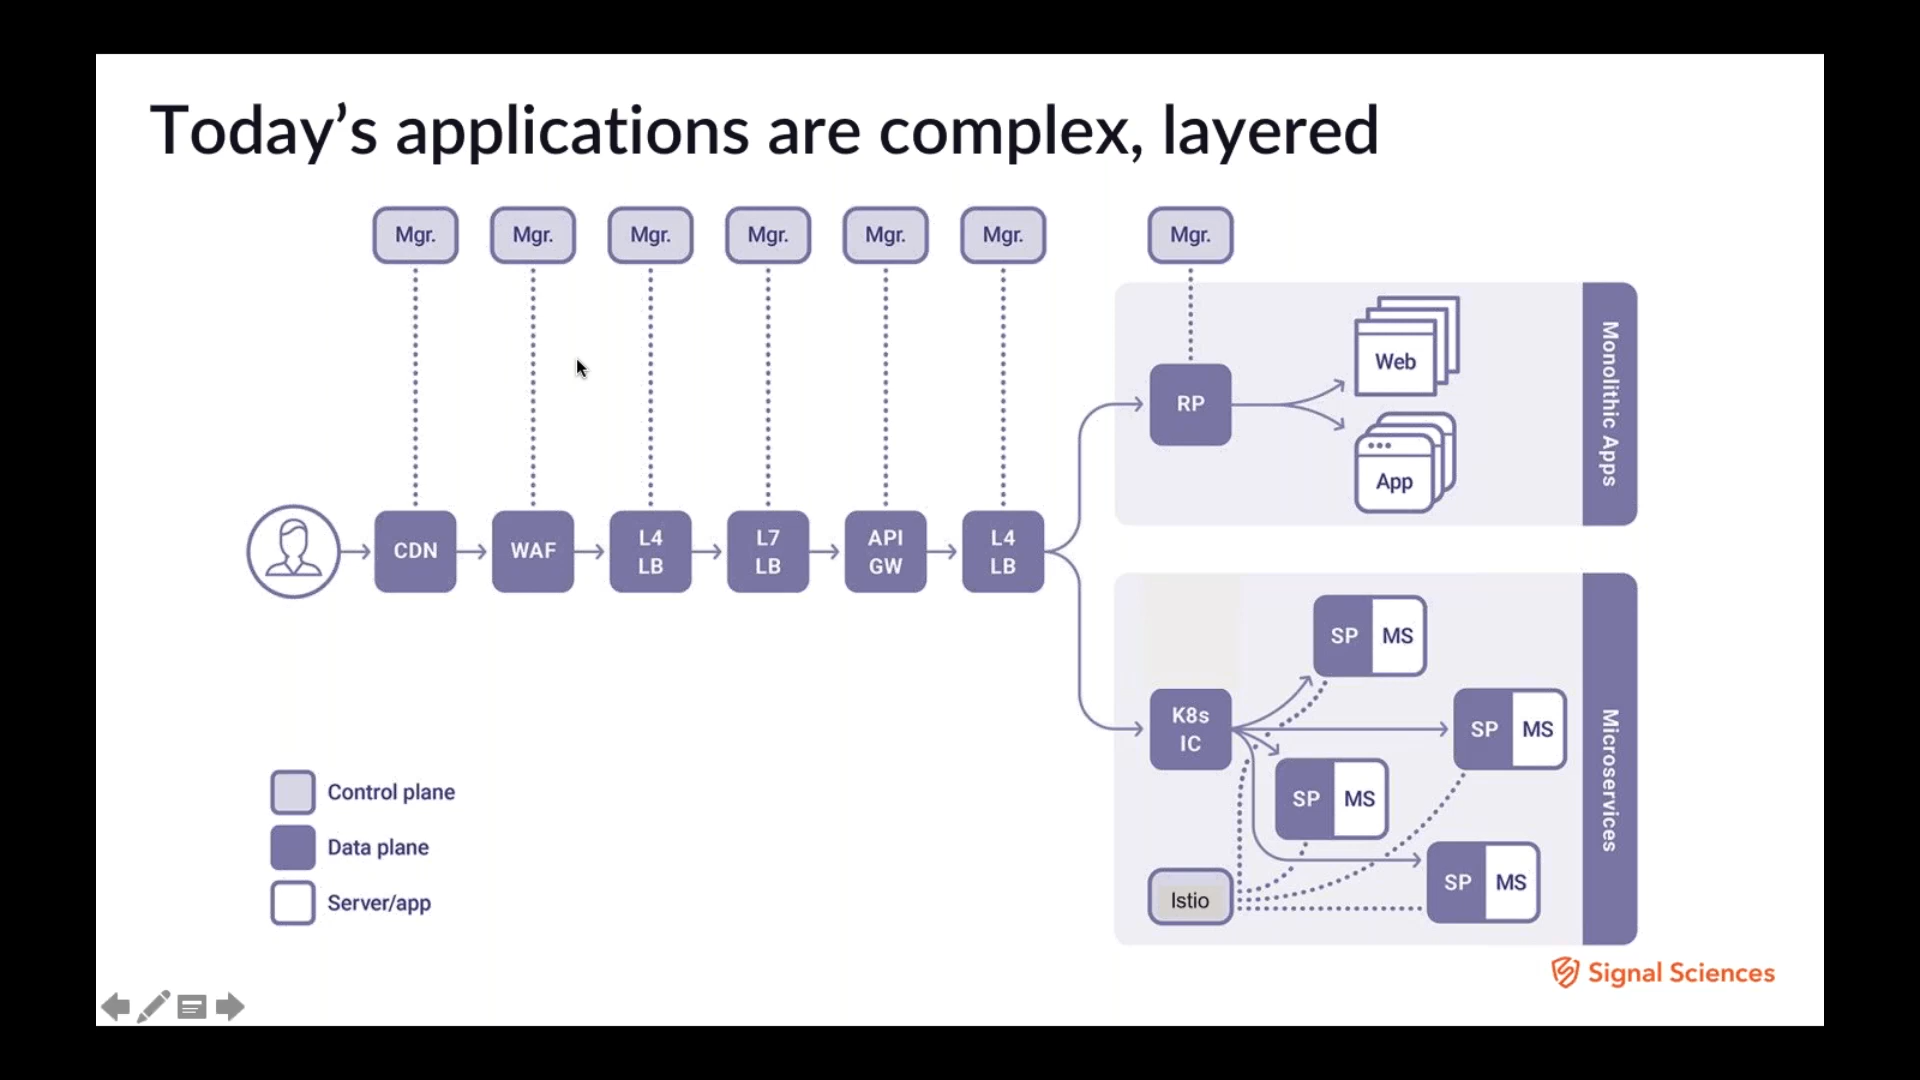 Today’s applications are complex, layered
Mgr.
Mgr.
Mgr.
Mgr.
Mgr.
Mgr.
Mgr.
CDN
WAF
L4
LB
L7
LB
API
GW
L4
LB
RP
Web
App
Monolithic Apps
K8s
IC
SP MS
SP MS
SP MS
SP MS
Istio
Microservices
Control plane
Data plane
Server/app
Signal Sciences